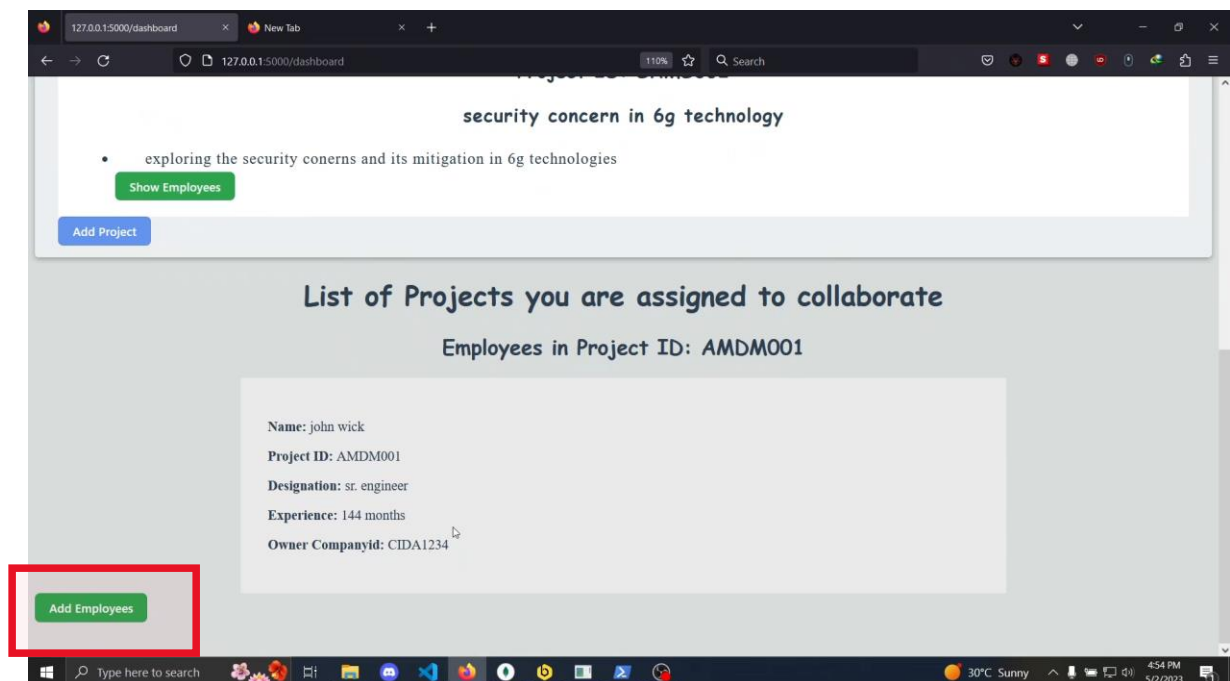 127.0.0.1:5000/dashboard
New Tab
127.0.0.1:5000/dashboard
110%
Search
security concern in 6g technology
exploring the security conerns and its mitigation in 6g technologies
Show Employees
Add Project
List of Projects you are assigned to collaborate
Employees in Project ID: AMDM001
Name: john wick
Project ID: AMDM001
Designation: sr. engineer
Experience: 144 months
Owner Companyid: CIDA1234
Add Employees
Type here to search
30°C Sunny
4:54 PM
5/2/2023